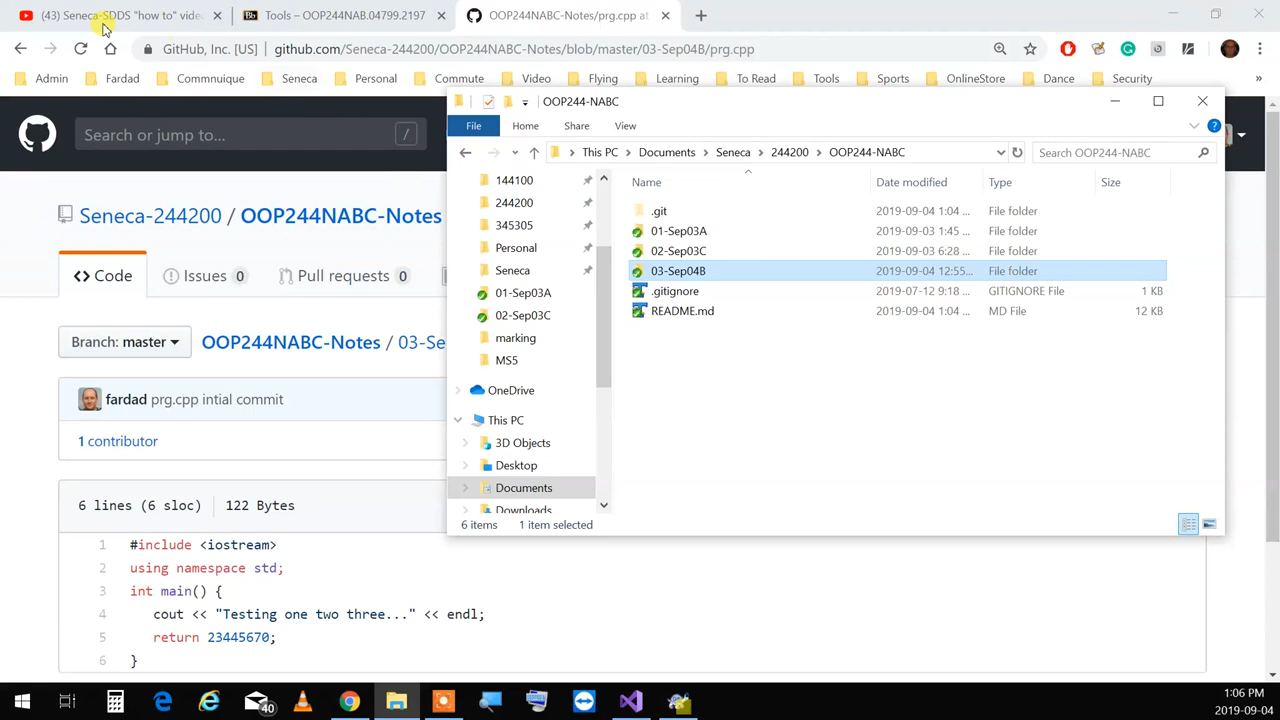 (43) Seneca-SDDS "how to" vide
Tools – OOP244NAB.04799.2197
OOP244NABC-Notes/prg.cpp at
GitHub, Inc. [US]
github.com/Seneca-244200/OOP244NABC-Notes/blob/master/03-Sep04B/prg.cpp
Admin Fardad Commnuique Seneca Personal Commute Video Flying Learning To Read Tools Sports OnlineStore Dance Security »
Search or jump to... /
Seneca-244200 / OOP244NABC-Notes
<> Code Issues 0 Pull requests 0
Branch: master OOP244NABC-Notes / 03-Se
fardad prg.cpp intial commit
1 contributor
6 lines (6 sloc) 122 Bytes
1 #include <iostream>
2 using namespace std;
3 int main() {
4 cout << "Testing one two three..." << endl;
5 return 23445670;
6 }
OOP244-NABC
File Home Share View
This PC > Documents > Seneca > 244200 > OOP244-NABC
Search OOP244-NABC
144100
244200
345305
Personal
Seneca
01-Sep03A
02-Sep03C
marking
MS5
OneDrive
This PC
3D Objects
Desktop
Documents
Downloads
Name Date modified Type Size
.git 2019-09-04 1:04 ... File folder
01-Sep03A 2019-09-03 1:45 ... File folder
02-Sep03C 2019-09-03 6:28 ... File folder
03-Sep04B 2019-09-04 12:55... File folder
.gitignore 2019-07-12 9:18 ... GITIGNORE File 1 KB
README.md 2019-09-04 1:04 ... MD File 12 KB
6 items 1 item selected
40
1:06 PM
2019-09-04